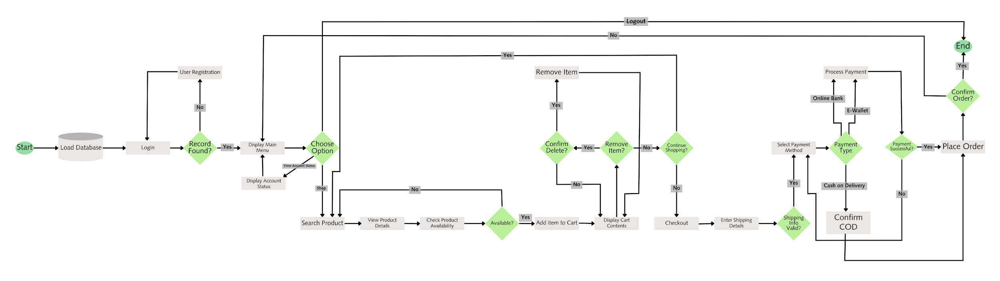 Logout
No
End
Yes
Yes
User Registration
Remove Item
Process Payment
Confirm
Order?
Online Bank
No
Yes
E-Wallet
Start
Load Database
Login
Record
Found?
Yes
Display Main
Menu
Choose
Option
Confirm
Delete?
Yes
Remove
Item?
No
Continue
Shopping?
Select Payment
Method
Payment
Type
Payment
Successful?
Yes
Place Order
View Account Status
Display Account
Status
Shop
No
No
No
Yes
Cash on Delivery
No
Search Product
View Product
Details
Check Product
Availability
Available?
Yes
Add item to Cart
Display Cart
Contents
Checkout
Enter Shipping
Details
Shipping
Info
Valid?
Confirm
COD